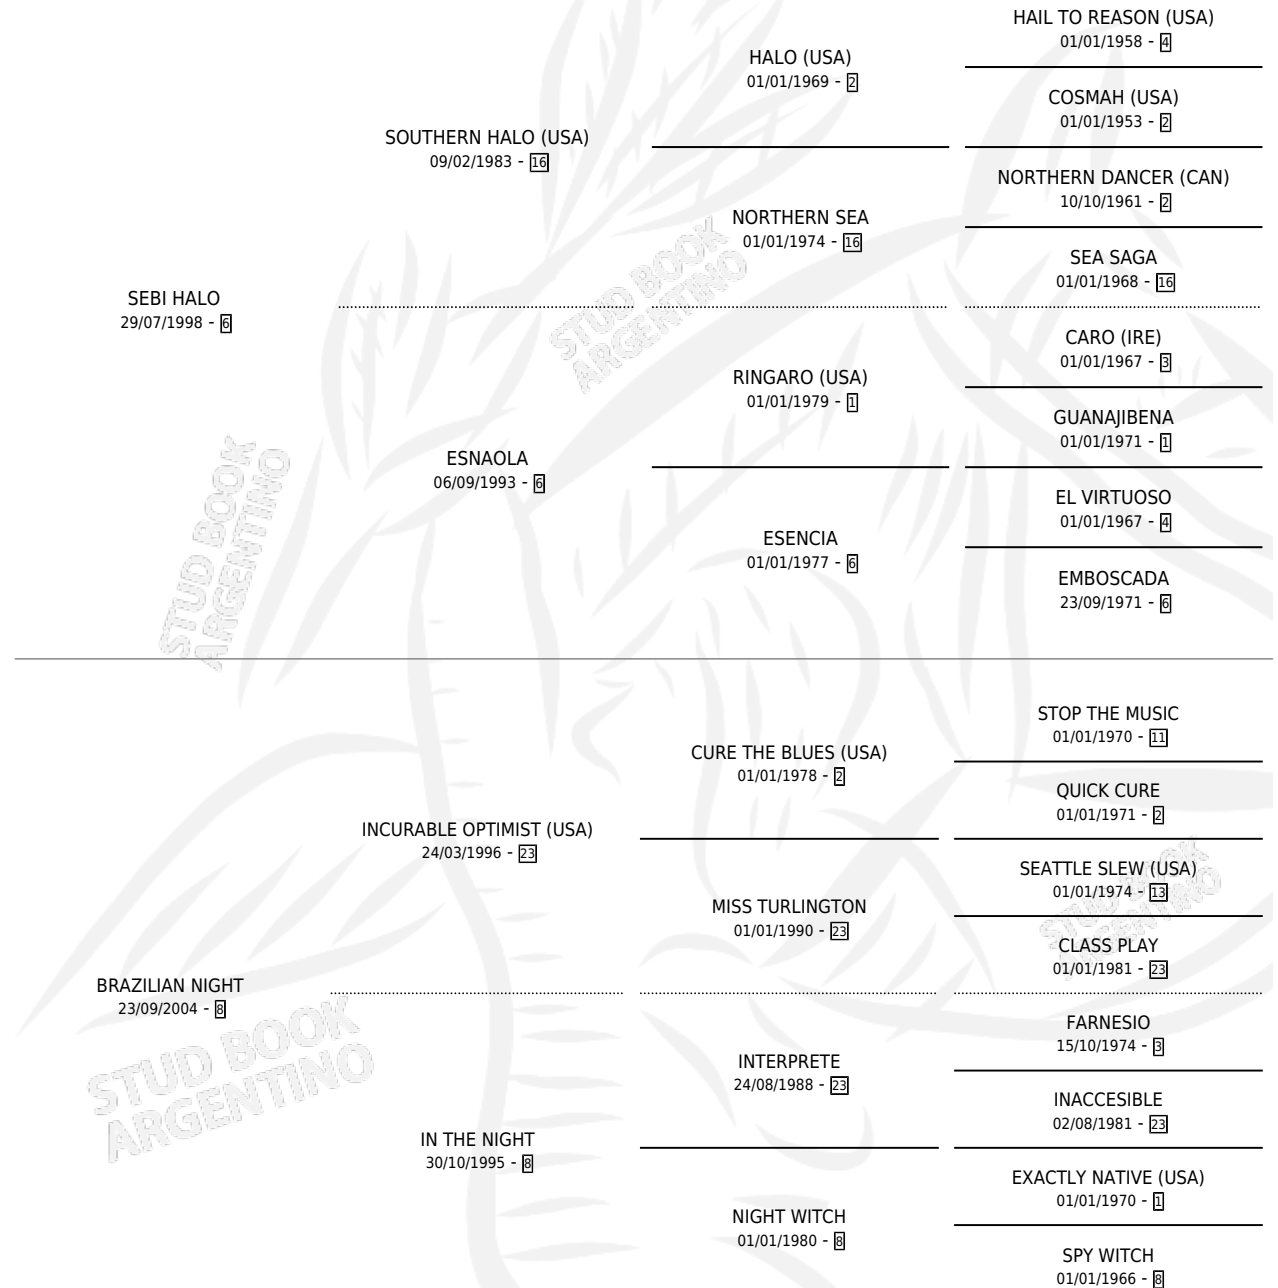 HAIL TO REASON (USA)
01/01/1958 - 4
HALO (USA)
01/01/1969 - 2
COSMAH (USA)
01/01/1953 - 2
SOUTHERN HALO (USA)
09/02/1983 - 16
NORTHERN DANCER (CAN)
10/10/1961 - 2
NORTHERN SEA
01/01/1974 - 16
SEA SAGA
01/01/1968 - 16
SEBI HALO
29/07/1998 - 6
CARO (IRE)
01/01/1967 - 3
RINGARO (USA)
01/01/1979 - 1
GUANAJIBENA
01/01/1971 - 1
ESNAOLA
06/09/1993 - 6
EL VIRTUOSO
01/01/1967 - 4
ESENCIA
01/01/1977 - 6
EMBOSCADA
23/09/1971 - 6
STUD BOOK
ARGENTINO
STUD BOOK
ARGENTINO
STOP THE MUSIC
01/01/1970 - 11
CURE THE BLUES (USA)
01/01/1978 - 2
QUICK CURE
01/01/1971 - 2
INCURABLE OPTIMIST (USA)
24/03/1996 - 23
SEATTLE SLEW (USA)
01/01/1974 - 13
MISS TURLINGTON
01/01/1990 - 23
CLASS PLAY
01/01/1981 - 23
BRAZILIAN NIGHT
23/09/2004 - 8
FARNESIO
15/10/1974 - 3
INTERPRETE
24/08/1988 - 23
INACCESIBLE
02/08/1981 - 23
IN THE NIGHT
30/10/1995 - 8
EXACTLY NATIVE (USA)
01/01/1970 - 1
NIGHT WITCH
01/01/1980 - 8
SPY WITCH
01/01/1966 - 8
STUD BOOK
ARGENTINO
STUD BOOK
ARGENTINO